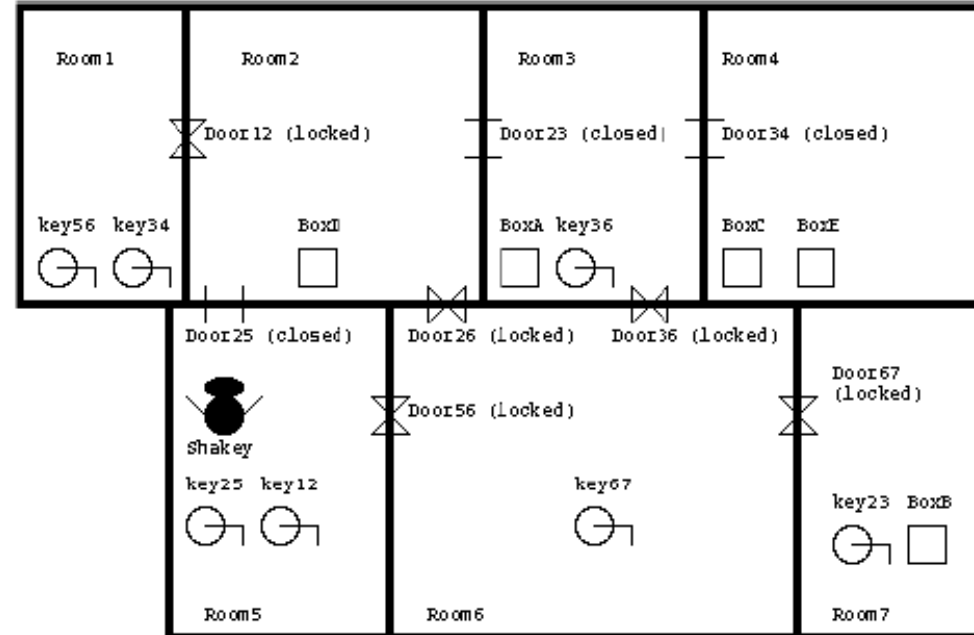 Room1 Room2 Room3 Room4
Door12 (locked) Door23 (closed) Door34 (closed)
key56 key34 BoxD BoxA key36 BoxC BoxE
Door25 (closed) Door26 (locked) Door36 (locked)
Door67
(locked)
Door56 (locked)
Shakey
key25 key12 key67
key23 BoxB
Room5 Room6 Room7